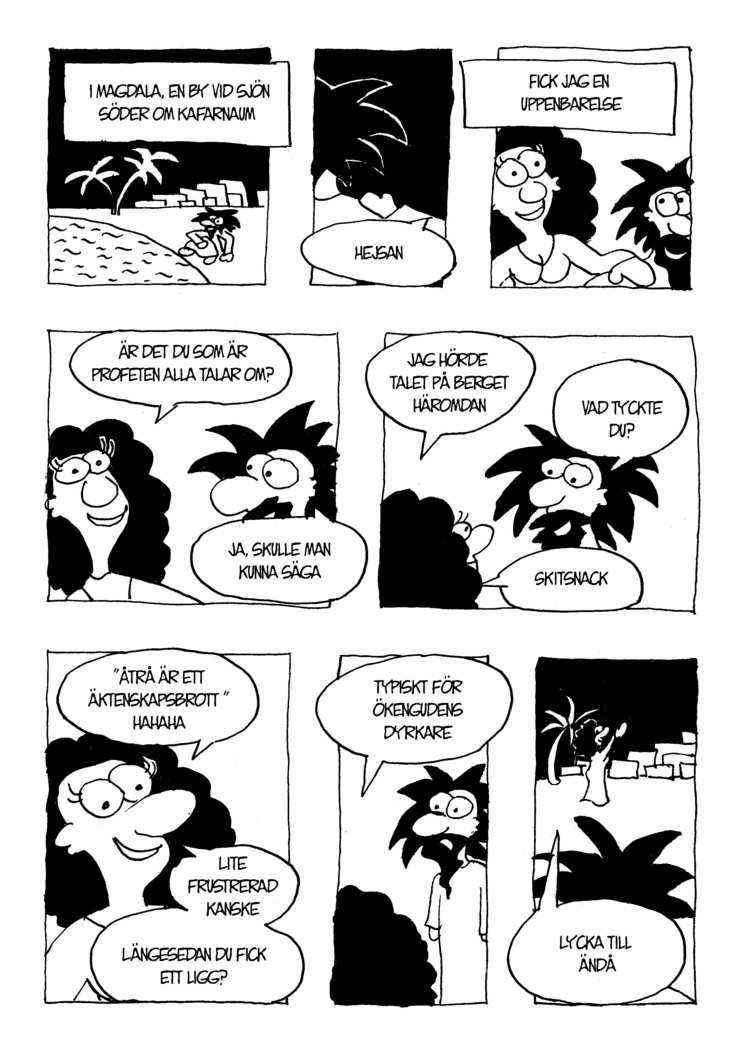 I MAGDALA, EN BY VID SJÖN
SÖDER OM KAFARNAUM
HEJSAN
FICK JAG EN
UPPENBARELSE
ÄR DET DU SOM ÄR
PROFETEN ALLA TALAR OM?
JA, SKULLE MAN
KUNNA SÄGA
JAG HÖRDE
TALET PÅ BERGET
HÄROMDAN
VAD TYCKTE
DU?
SKITSNACK
"ÅTRÅ ÄR ETT
ÄKTENSKAPSBROTT"
HAHAHA
LITE
FRUSTRERAD
KANSKE
LÄNGESEDAN DU FICK
ETT LIGG?
TYPISKT FÖR
ÖKENGUDENS
DYRKARE
LYCKA TILL
ÄNDÅ